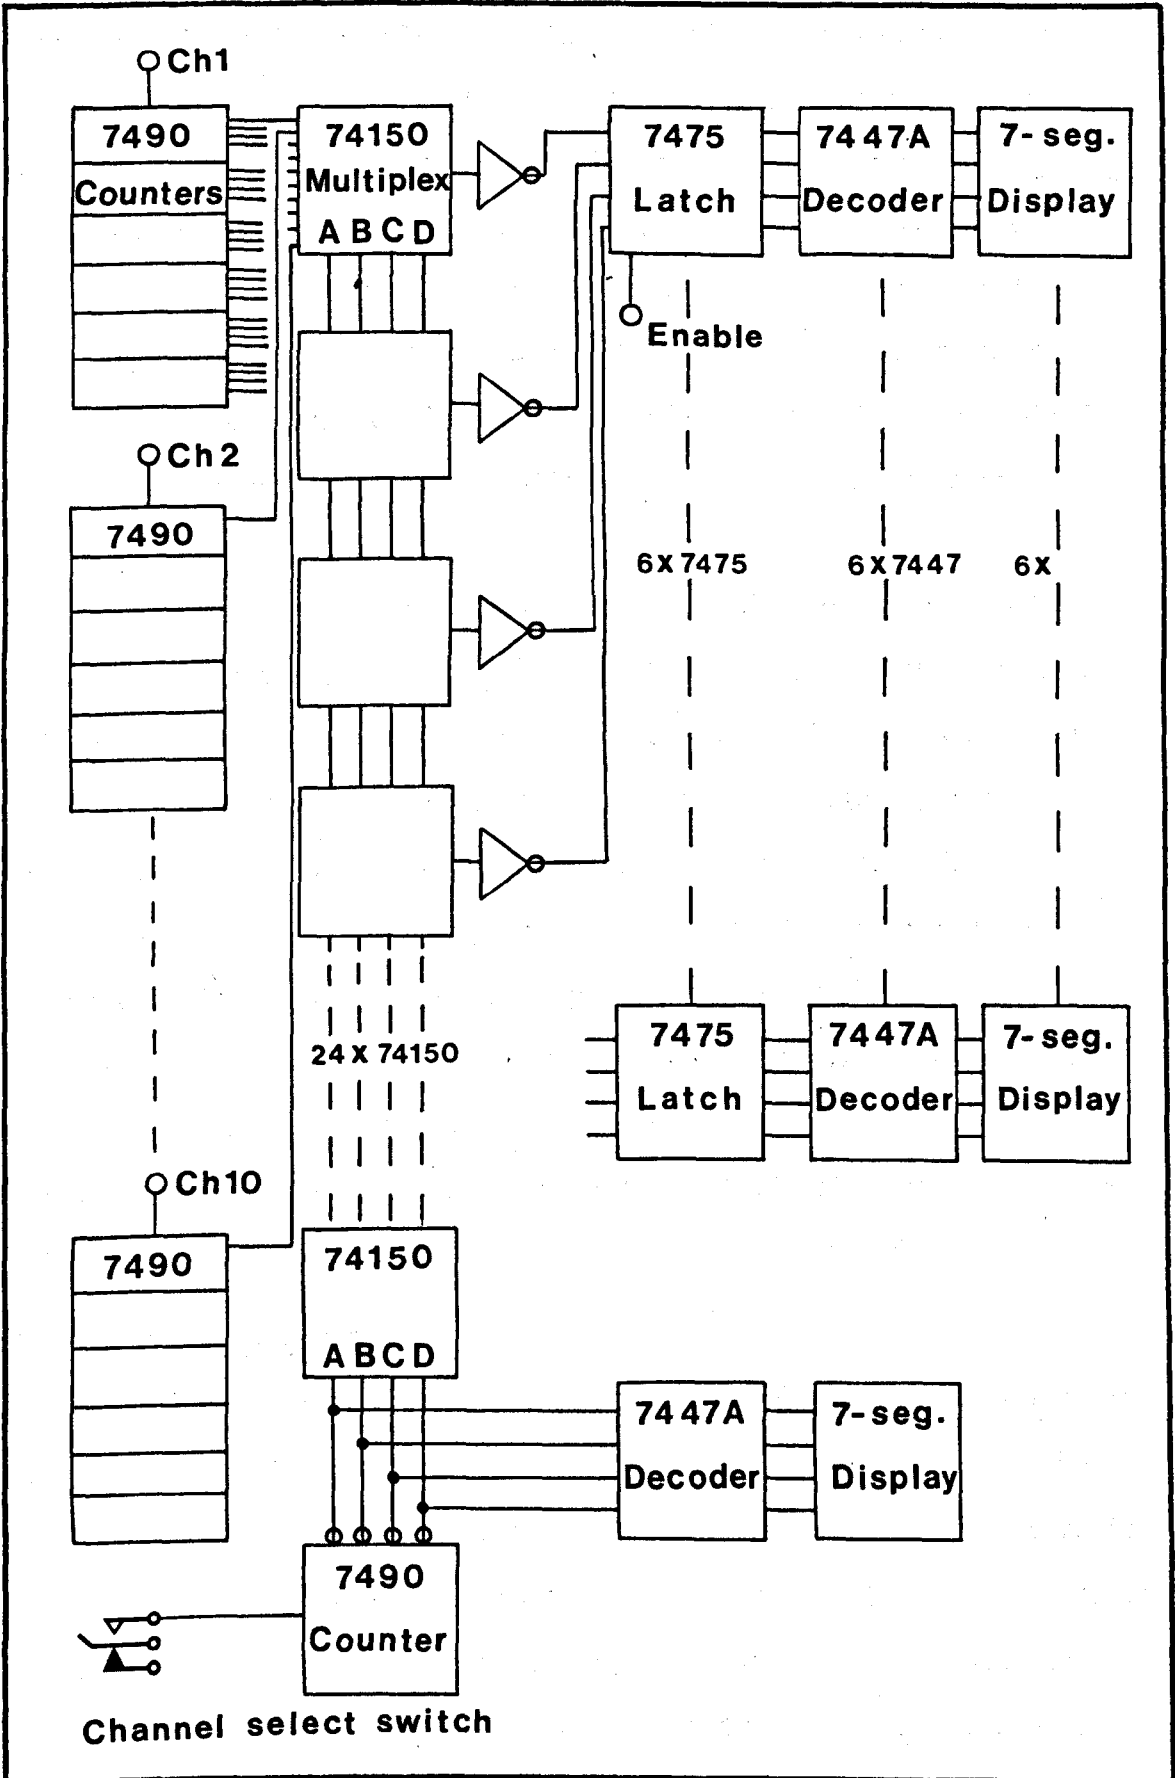 Ch1
7490
Counters
74150
Multiplex
A B C D
7475
Latch
Enable
7447A
Decoder
7-seg.
Display
Ch2
7490
6X7475
6X7447
6X
24 X 74150
7475
Latch
7447A
Decoder
7-seg.
Display
Ch10
7490
74150
A B C D
7447A
Decoder
7-seg.
Display
7490
Counter
Channel select switch